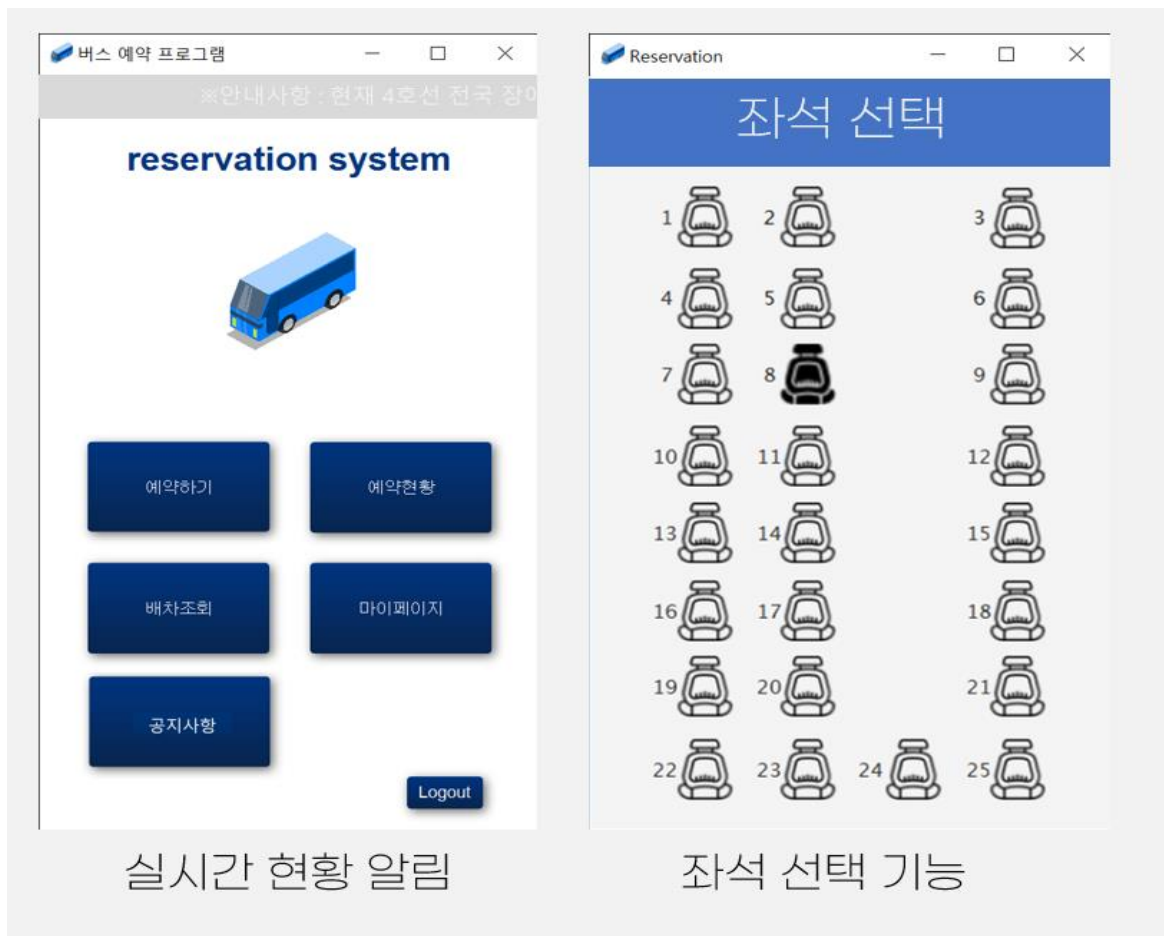 버스 예약 프로그램
※안내사항 : 현재 4호선 전국 장애
reservation system
예약하기 예약현황
배차조회 마이페이지
공지사항
Logout
실시간 현황 알림
Reservation
좌석 선택
1 2 3
4 5 6
7 8 9
10 11 12
13 14 15
16 17 18
19 20 21
22 23 24 25
좌석 선택 기능